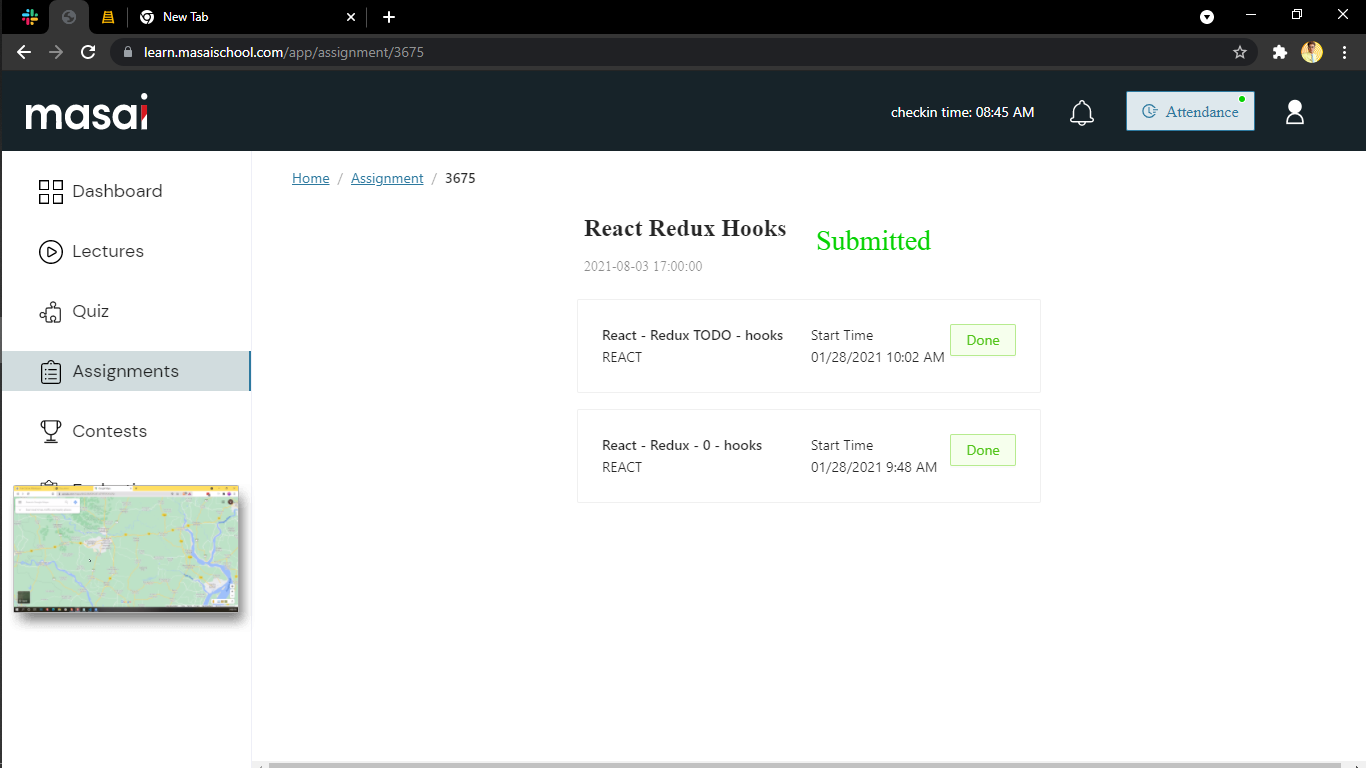 New Tab
learn.masaischool.com/app/assignment/3675
masai
checkin time: 08:45 AM
Attendance
Dashboard
Lectures
Quiz
Assignments
Contests
Home / Assignment / 3675
React Redux Hooks
Submitted
2021-08-03 17:00:00
React - Redux TODO - hooks
Start Time
Done
REACT
01/28/2021 10:02 AM
React - Redux - 0 - hooks
Start Time
Done
REACT
01/28/2021 9:48 AM